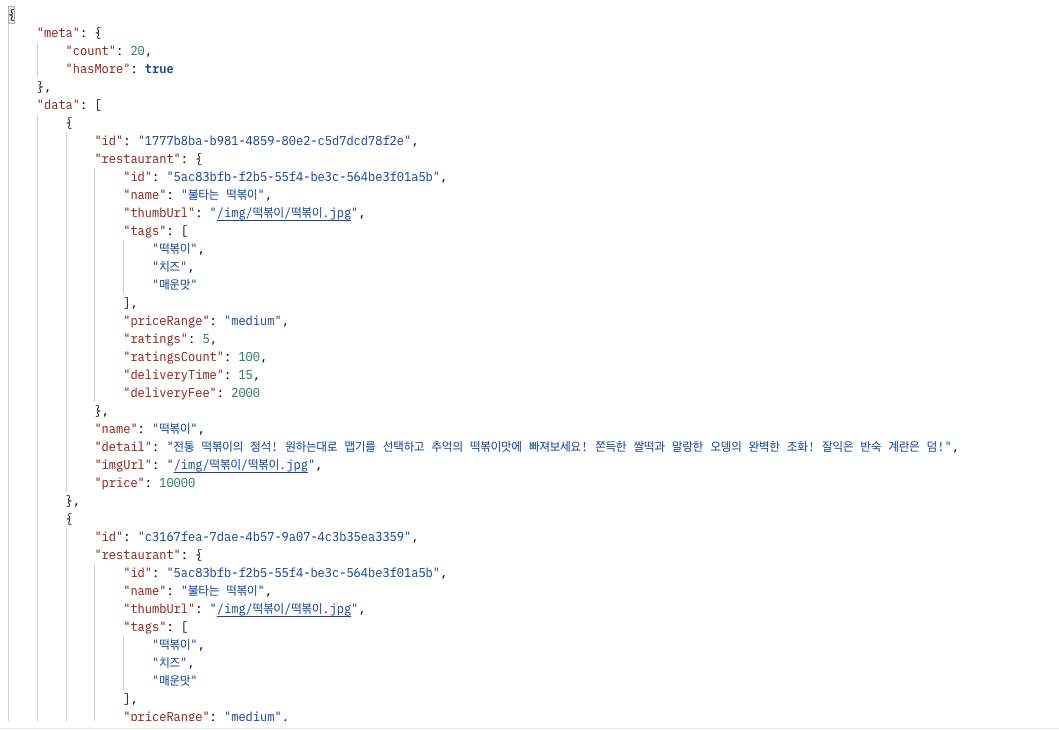 {
    "meta": {
        "count": 20,
        "hasMore": true
    },
    "data": [
        {
            "id": "1777b8ba-b981-4859-80e2-c5d7dcd78f2e",
            "restaurant": {
                "id": "5ac83bfb-f2b5-55f4-be3c-564be3f01a5b",
                "name": "불타는 떡볶이",
                "thumbUrl": "/img/떡볶이/떡볶이.jpg",
                "tags": [
                    "떡볶이",
                    "치즈",
                    "매운맛"
                ],
                "priceRange": "medium",
                "ratings": 5,
                "ratingsCount": 100,
                "deliveryTime": 15,
                "deliveryFee": 2000
            },
            "name": "떡볶이",
            "detail": "전통 떡볶이의 정석! 원하는대로 맵기를 선택하고 추억의 떡볶이맛에 빠져보세요! 쫀득한 쌀떡과 말랑한 오뎅의 완벽한 조화! 잘익은 반숙 계란은 덤!",
            "imgUrl": "/img/떡볶이/떡볶이.jpg",
            "price": 10000
        },
        {
            "id": "c3167fea-7dae-4b57-9a07-4c3b35ea3359",
            "restaurant": {
                "id": "5ac83bfb-f2b5-55f4-be3c-564be3f01a5b",
                "name": "불타는 떡볶이",
                "thumbUrl": "/img/떡볶이/떡볶이.jpg",
                "tags": [
                    "떡볶이",
                    "치즈",
                    "매운맛"
                ],
                "priceRange": "medium",